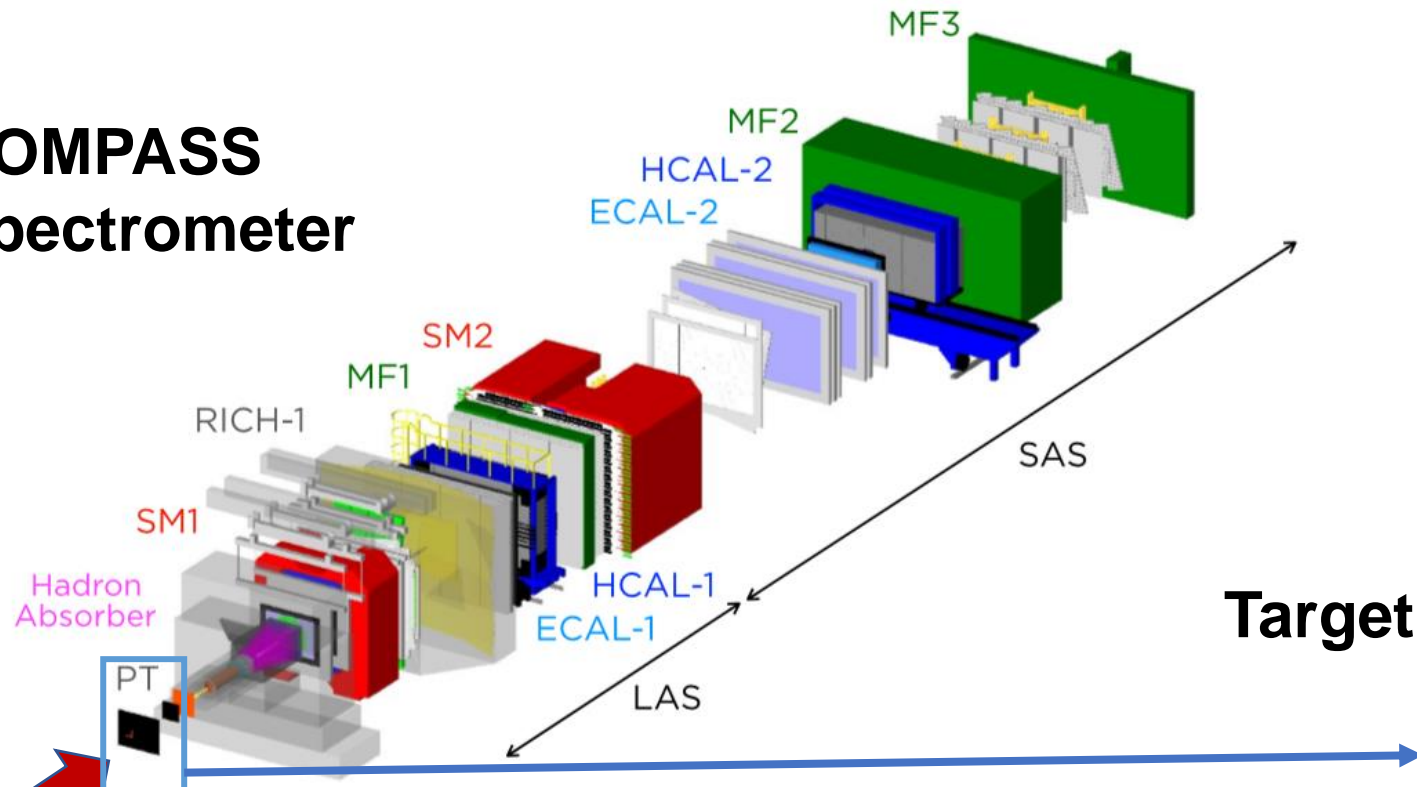 MF3
OMPASS
pectrometer
MF2
HCAL-2
ECAL-2
SM2
MF1
RICH-1
SAS
SM1
Hadron
Absorber
HCAL-1
ECAL-1
Target
PT
LAS